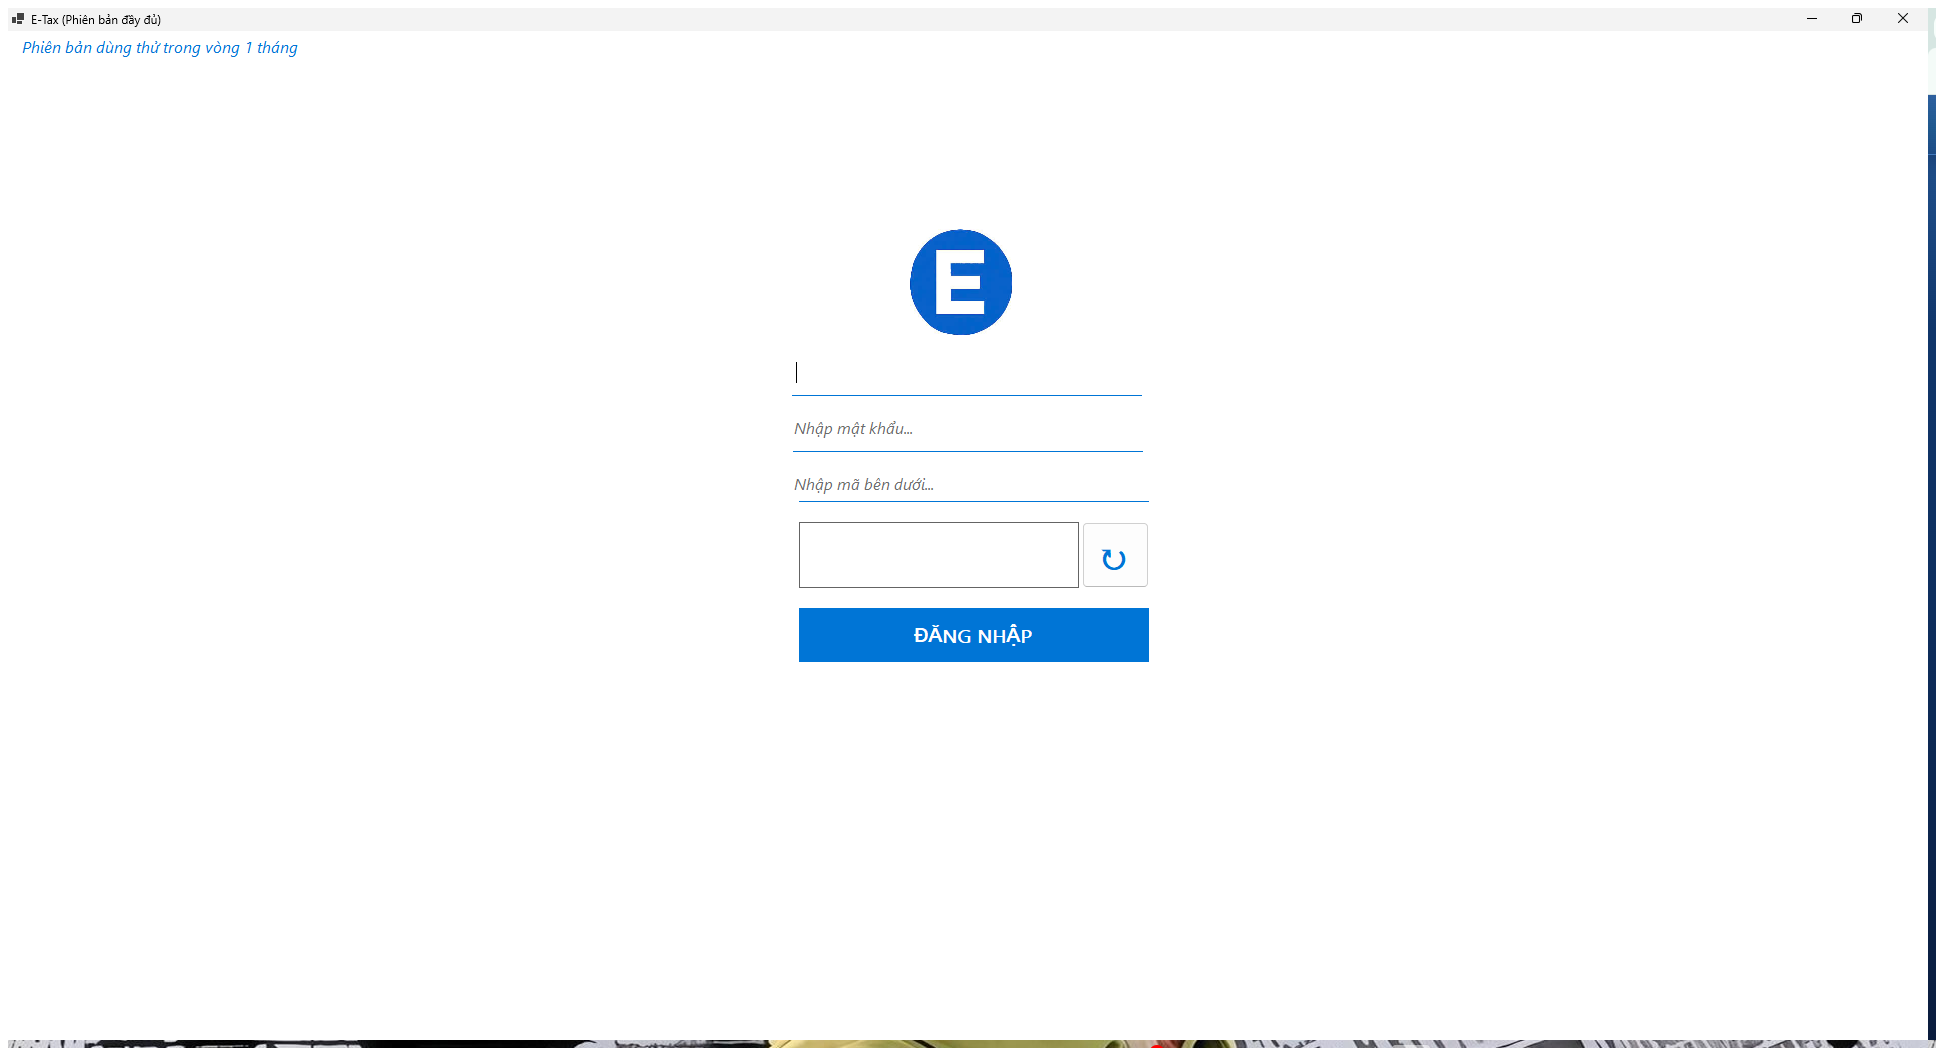 E-Tax (Phiên bản đầy đủ)
Phiên bản dùng thử trong vòng 1 tháng
E
Nhập mật khẩu...
Nhập mã bên dưới...
ĐĂNG NHẬP